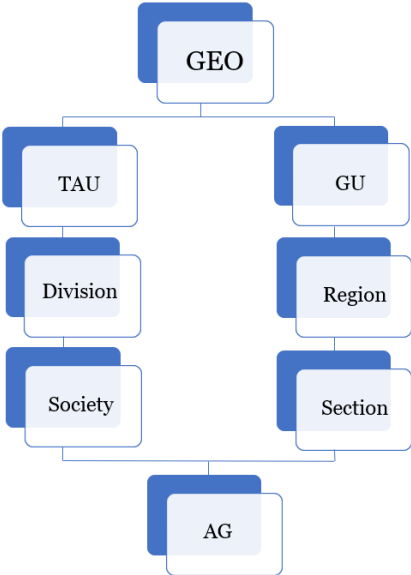 GEO
TAU
GU
Division
Region
Society
Section
AG